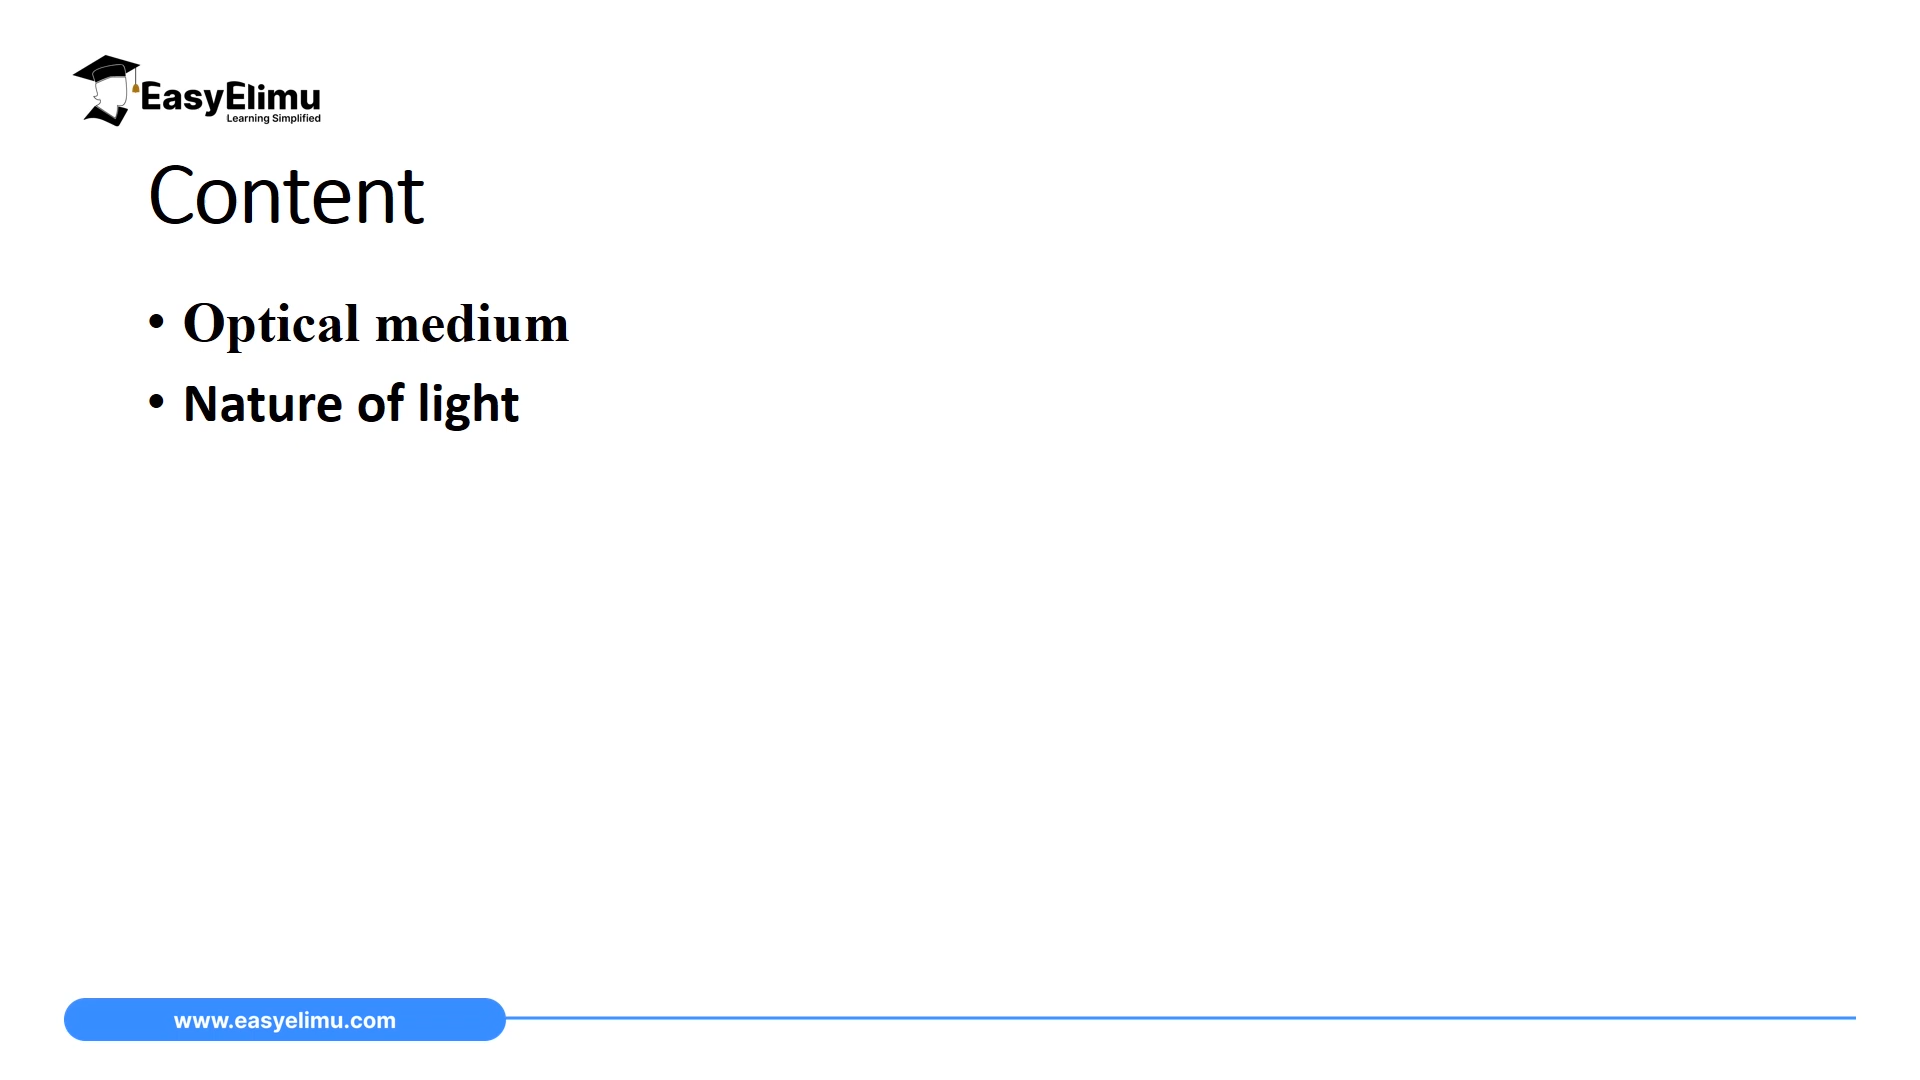 EasyElimu
Learning Simplified
Content
• Optical medium
• Nature of light
www.easyelimu.com